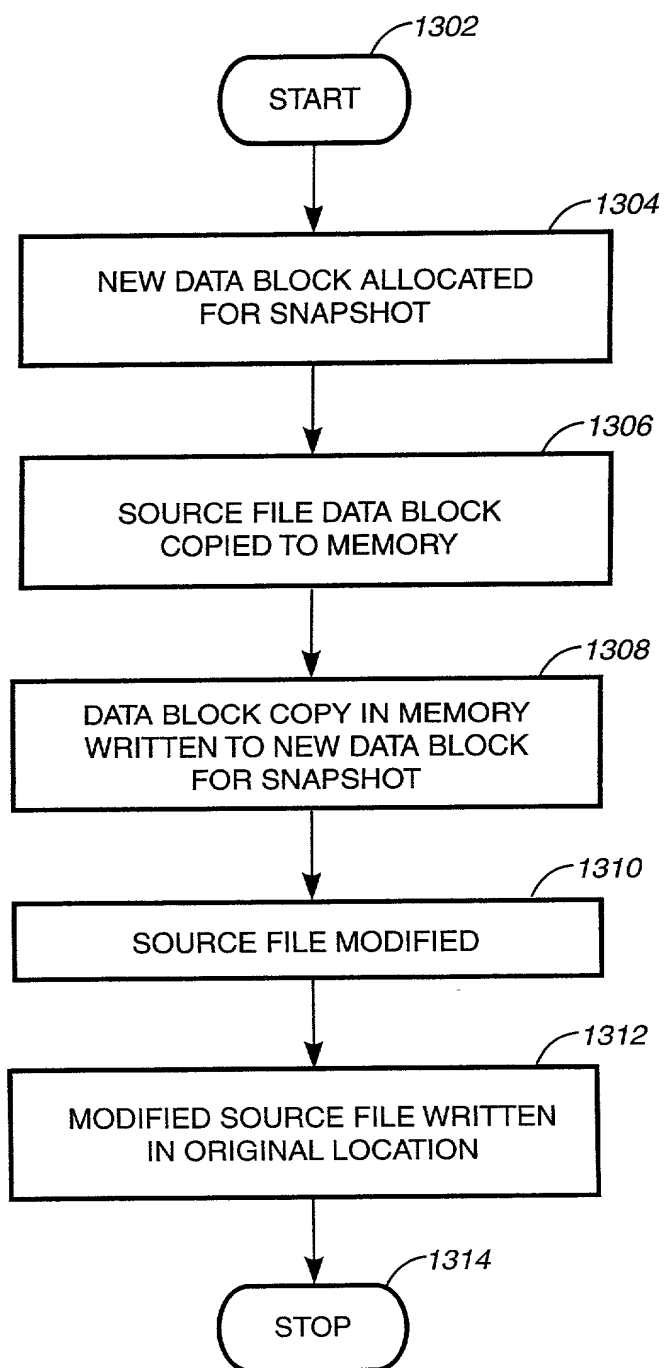 1302
START
1304
NEW DATA BLOCK ALLOCATED
FOR SNAPSHOT
1306
SOURCE FILE DATA BLOCK
COPIED TO MEMORY
1308
DATA BLOCK COPY IN MEMORY
WRITTEN TO NEW DATA BLOCK
FOR SNAPSHOT
1310
SOURCE FILE MODIFIED
1312
MODIFIED SOURCE FILE WRITTEN
IN ORIGINAL LOCATION
1314
STOP